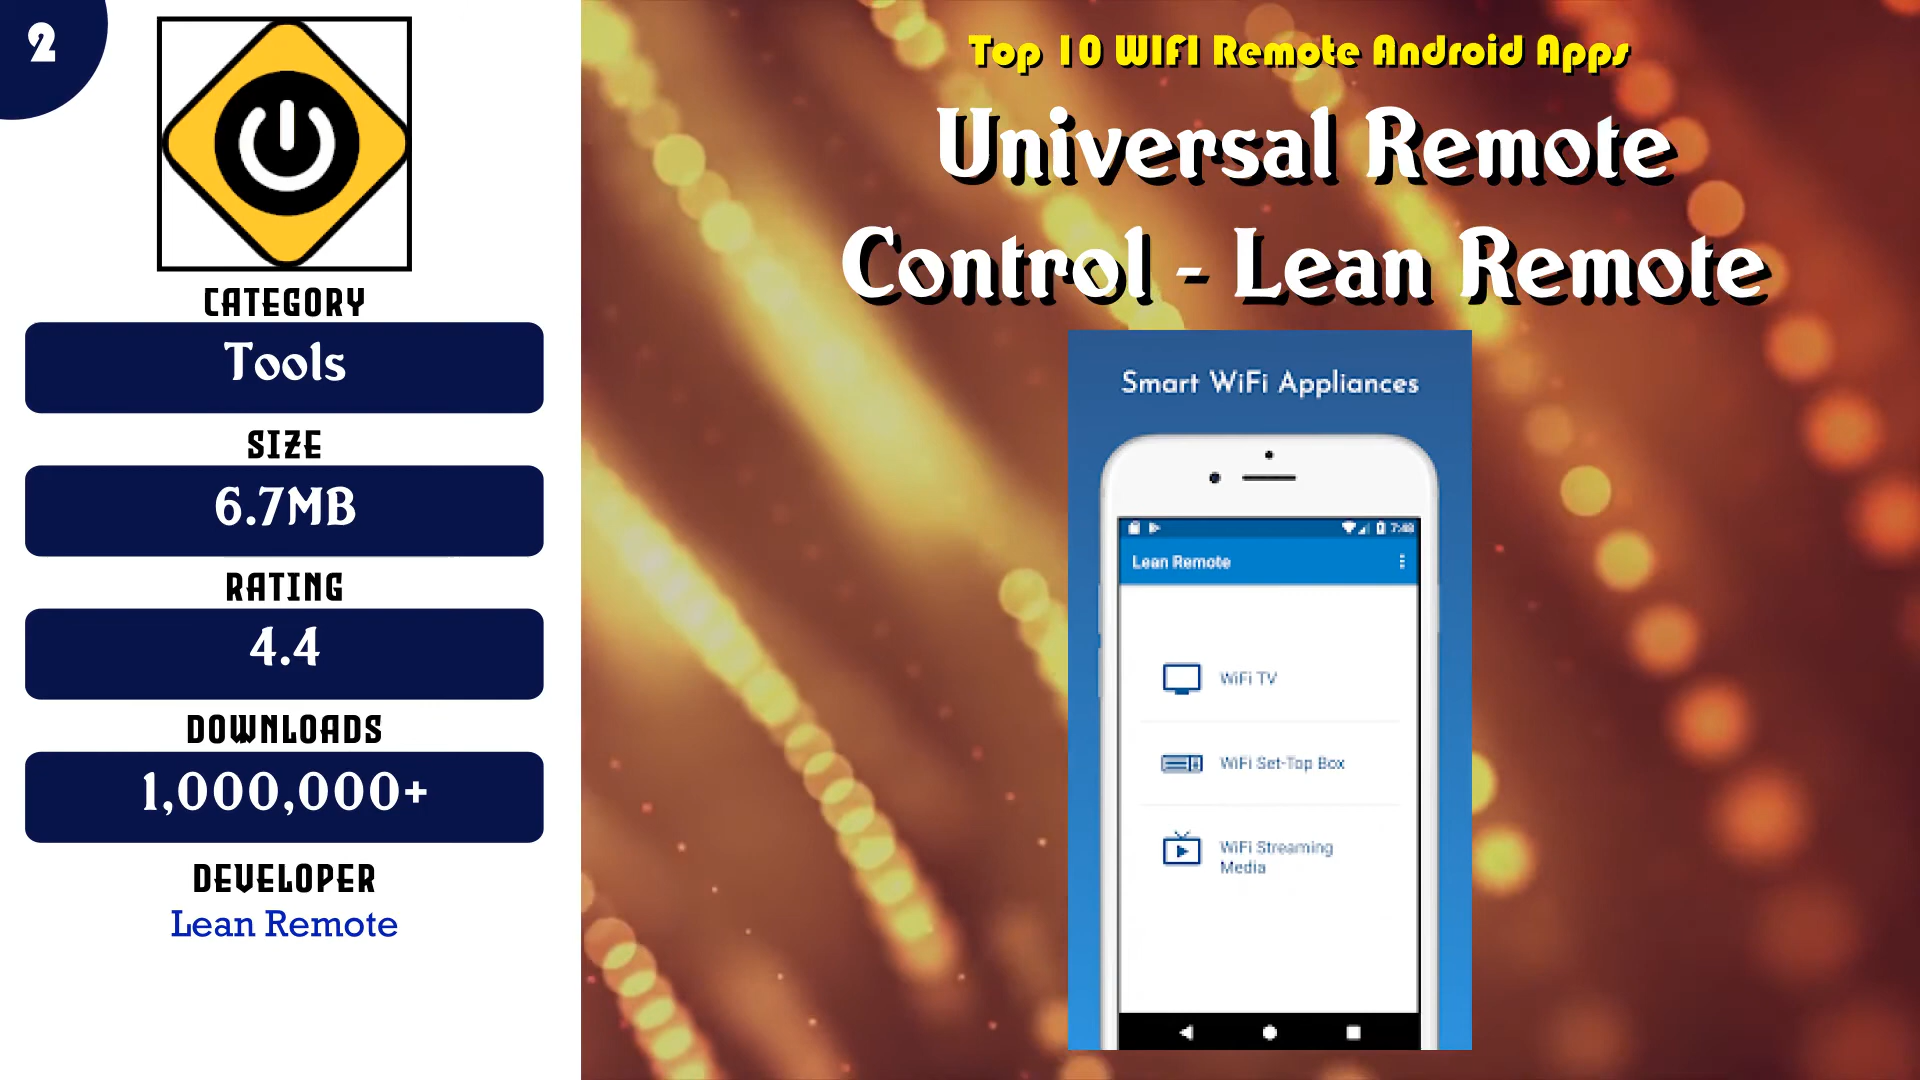 2
CATEGORY
Tools
SIZE
6.7MB
RATING
4.4
DOWNLOADS
1,000,000+
DEVELOPER
Lean Remote
Top 10 WIFI Remote Android Apps
Universal Remote
Control - Lean Remote
Smart WiFi Appliances
7:48
Lean Remote
WiFi TV
WiFi Set-Top Box
WiFi Streaming
Media